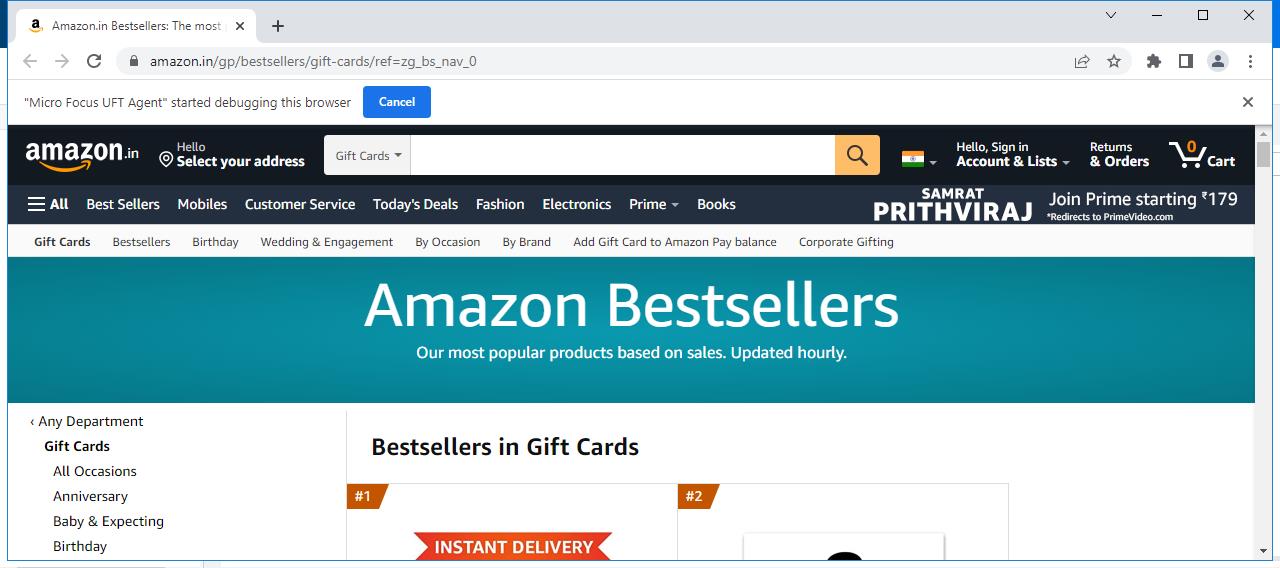 Amazon.in Bestsellers: The most
amazon.in/gp/bestsellers/gift-cards/ref=zg_bs_nav_0
"Micro Focus UFT Agent" started debugging this browser Cancel
amazon.in
Hello
Select your address
Gift Cards
Hello, Sign in
Account & Lists
Returns
& Orders
0
Cart
All Best Sellers Mobiles Customer Service Today's Deals Fashion Electronics Prime Books
SAMRAT
PRITHVIRAJ
Join Prime starting ₹179
*Redirects to PrimeVideo.com
Gift Cards Bestsellers Birthday Wedding & Engagement By Occasion By Brand Add Gift Card to Amazon Pay balance Corporate Gifting
Amazon Bestsellers
Our most popular products based on sales. Updated hourly.
‹ Any Department
Gift Cards
All Occasions
Anniversary
Baby & Expecting
Birthday
Bestsellers in Gift Cards
#1
INSTANT DELIVERY
#2